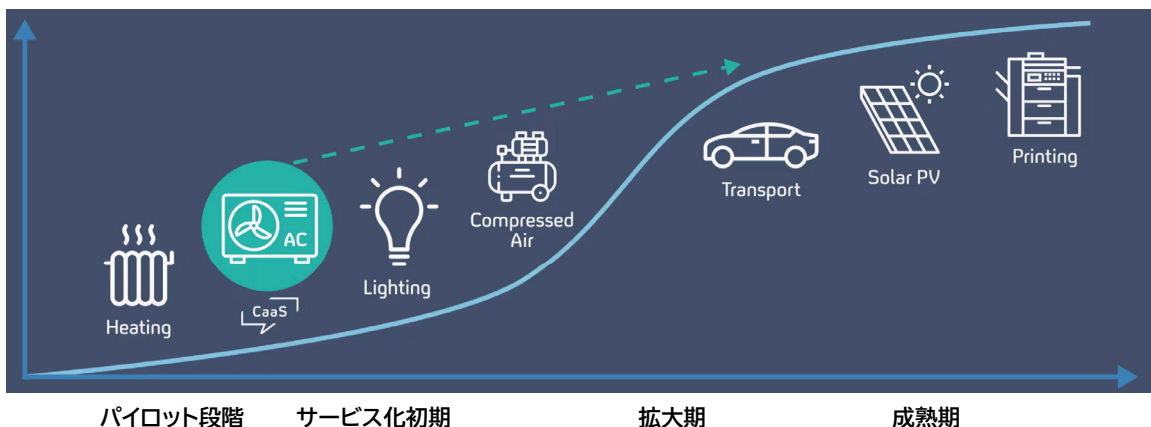 Heating
AC
CaaS
Lighting
Compressed
Air
Transport
Solar PV
Printing
パイロット段階
サービス化初期
拡大期
成熟期